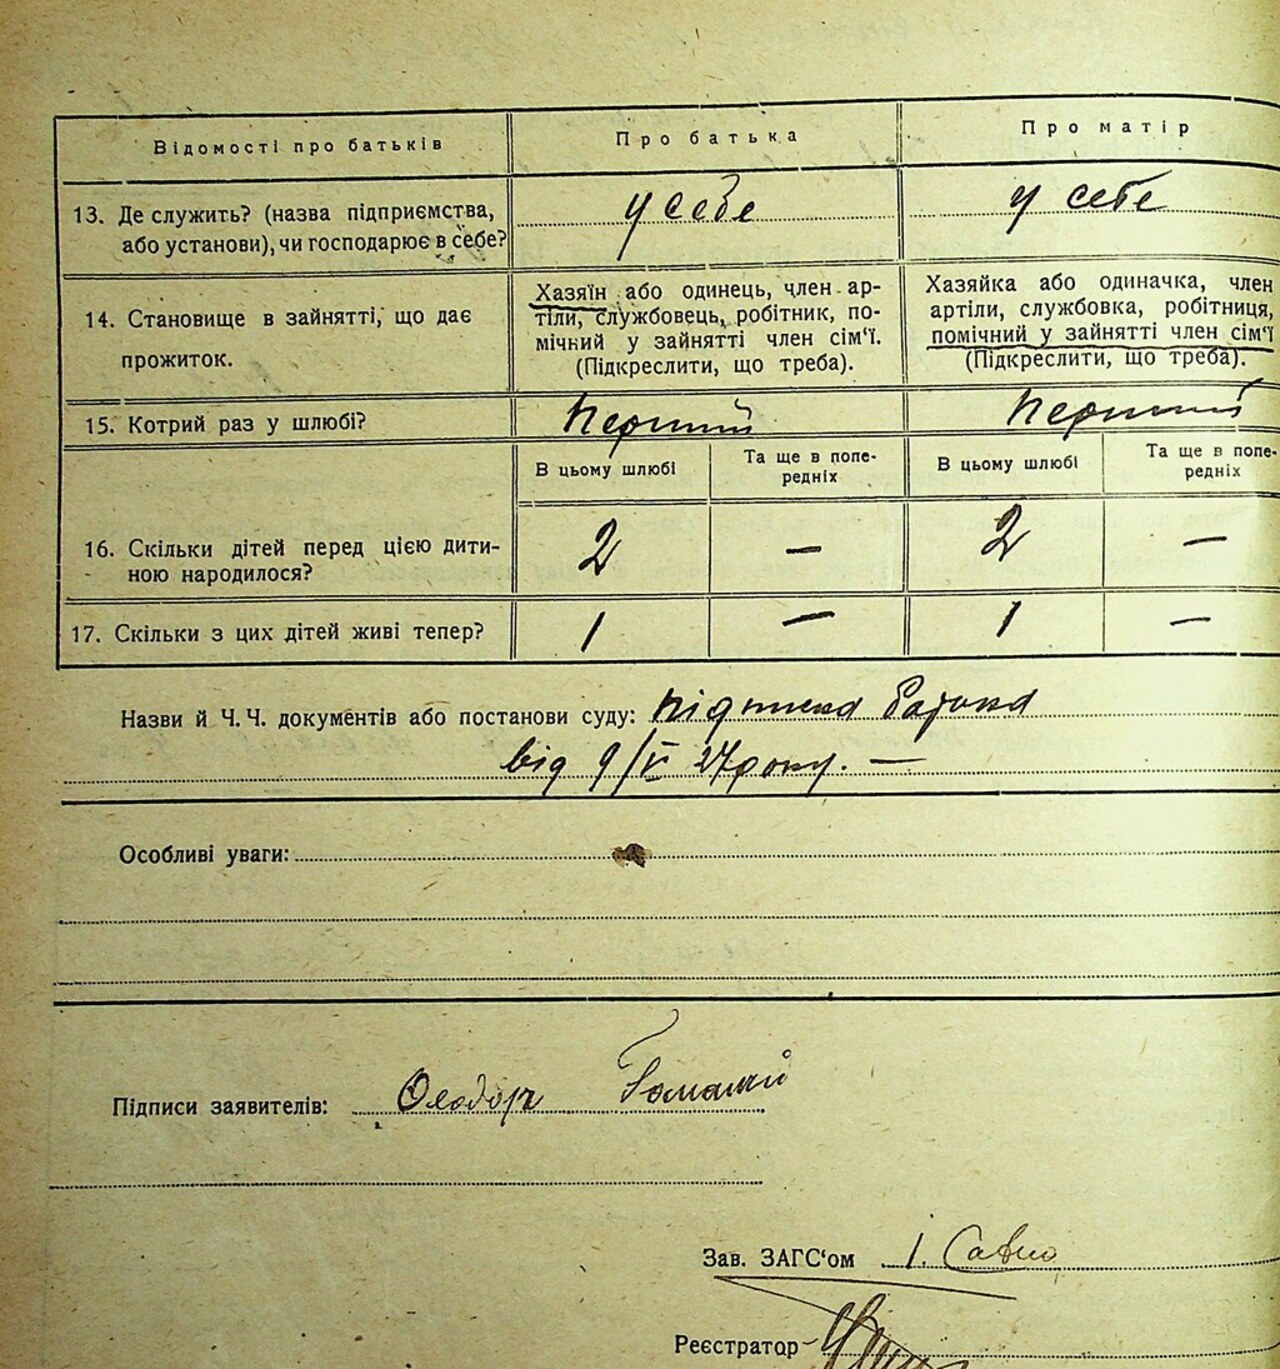 Відомості про батьків
Про батька
Про матір
13. Де служить? (назва підприємства,
або установи), чи господарює в себе?
у себе
у себе
14. Становище в зайнятті, що дає
прожиток.
Хазяїн або одинець, член ар-
тіли, службовець, робітник, по-
мічний у зайнятті член сім‘ї.
(Підкреслити, що треба).
Хазяйка або одиначка, член
артіли, службовка, робітниця,
помічний у зайнятті член сім‘ї
(Підкреслити, що треба).
15. Котрий раз у шлюбі?
Перший
Перший
В цьому шлюбі
Та ще в попе-
редніх
В цьому шлюбі
Та ще в попе-
редніх
16. Скільки дітей перед цією дити-
ною народилося?
2
—
2
—
17. Скільки з цих дітей живі тепер?
1
—
1
—
Назви й Ч. Ч. документів або постанови суду:
від 9/V 27 року. —
Особливі уваги:
Підписи заявителів:
Зав. ЗАГС‘ом І.
Реєстратор